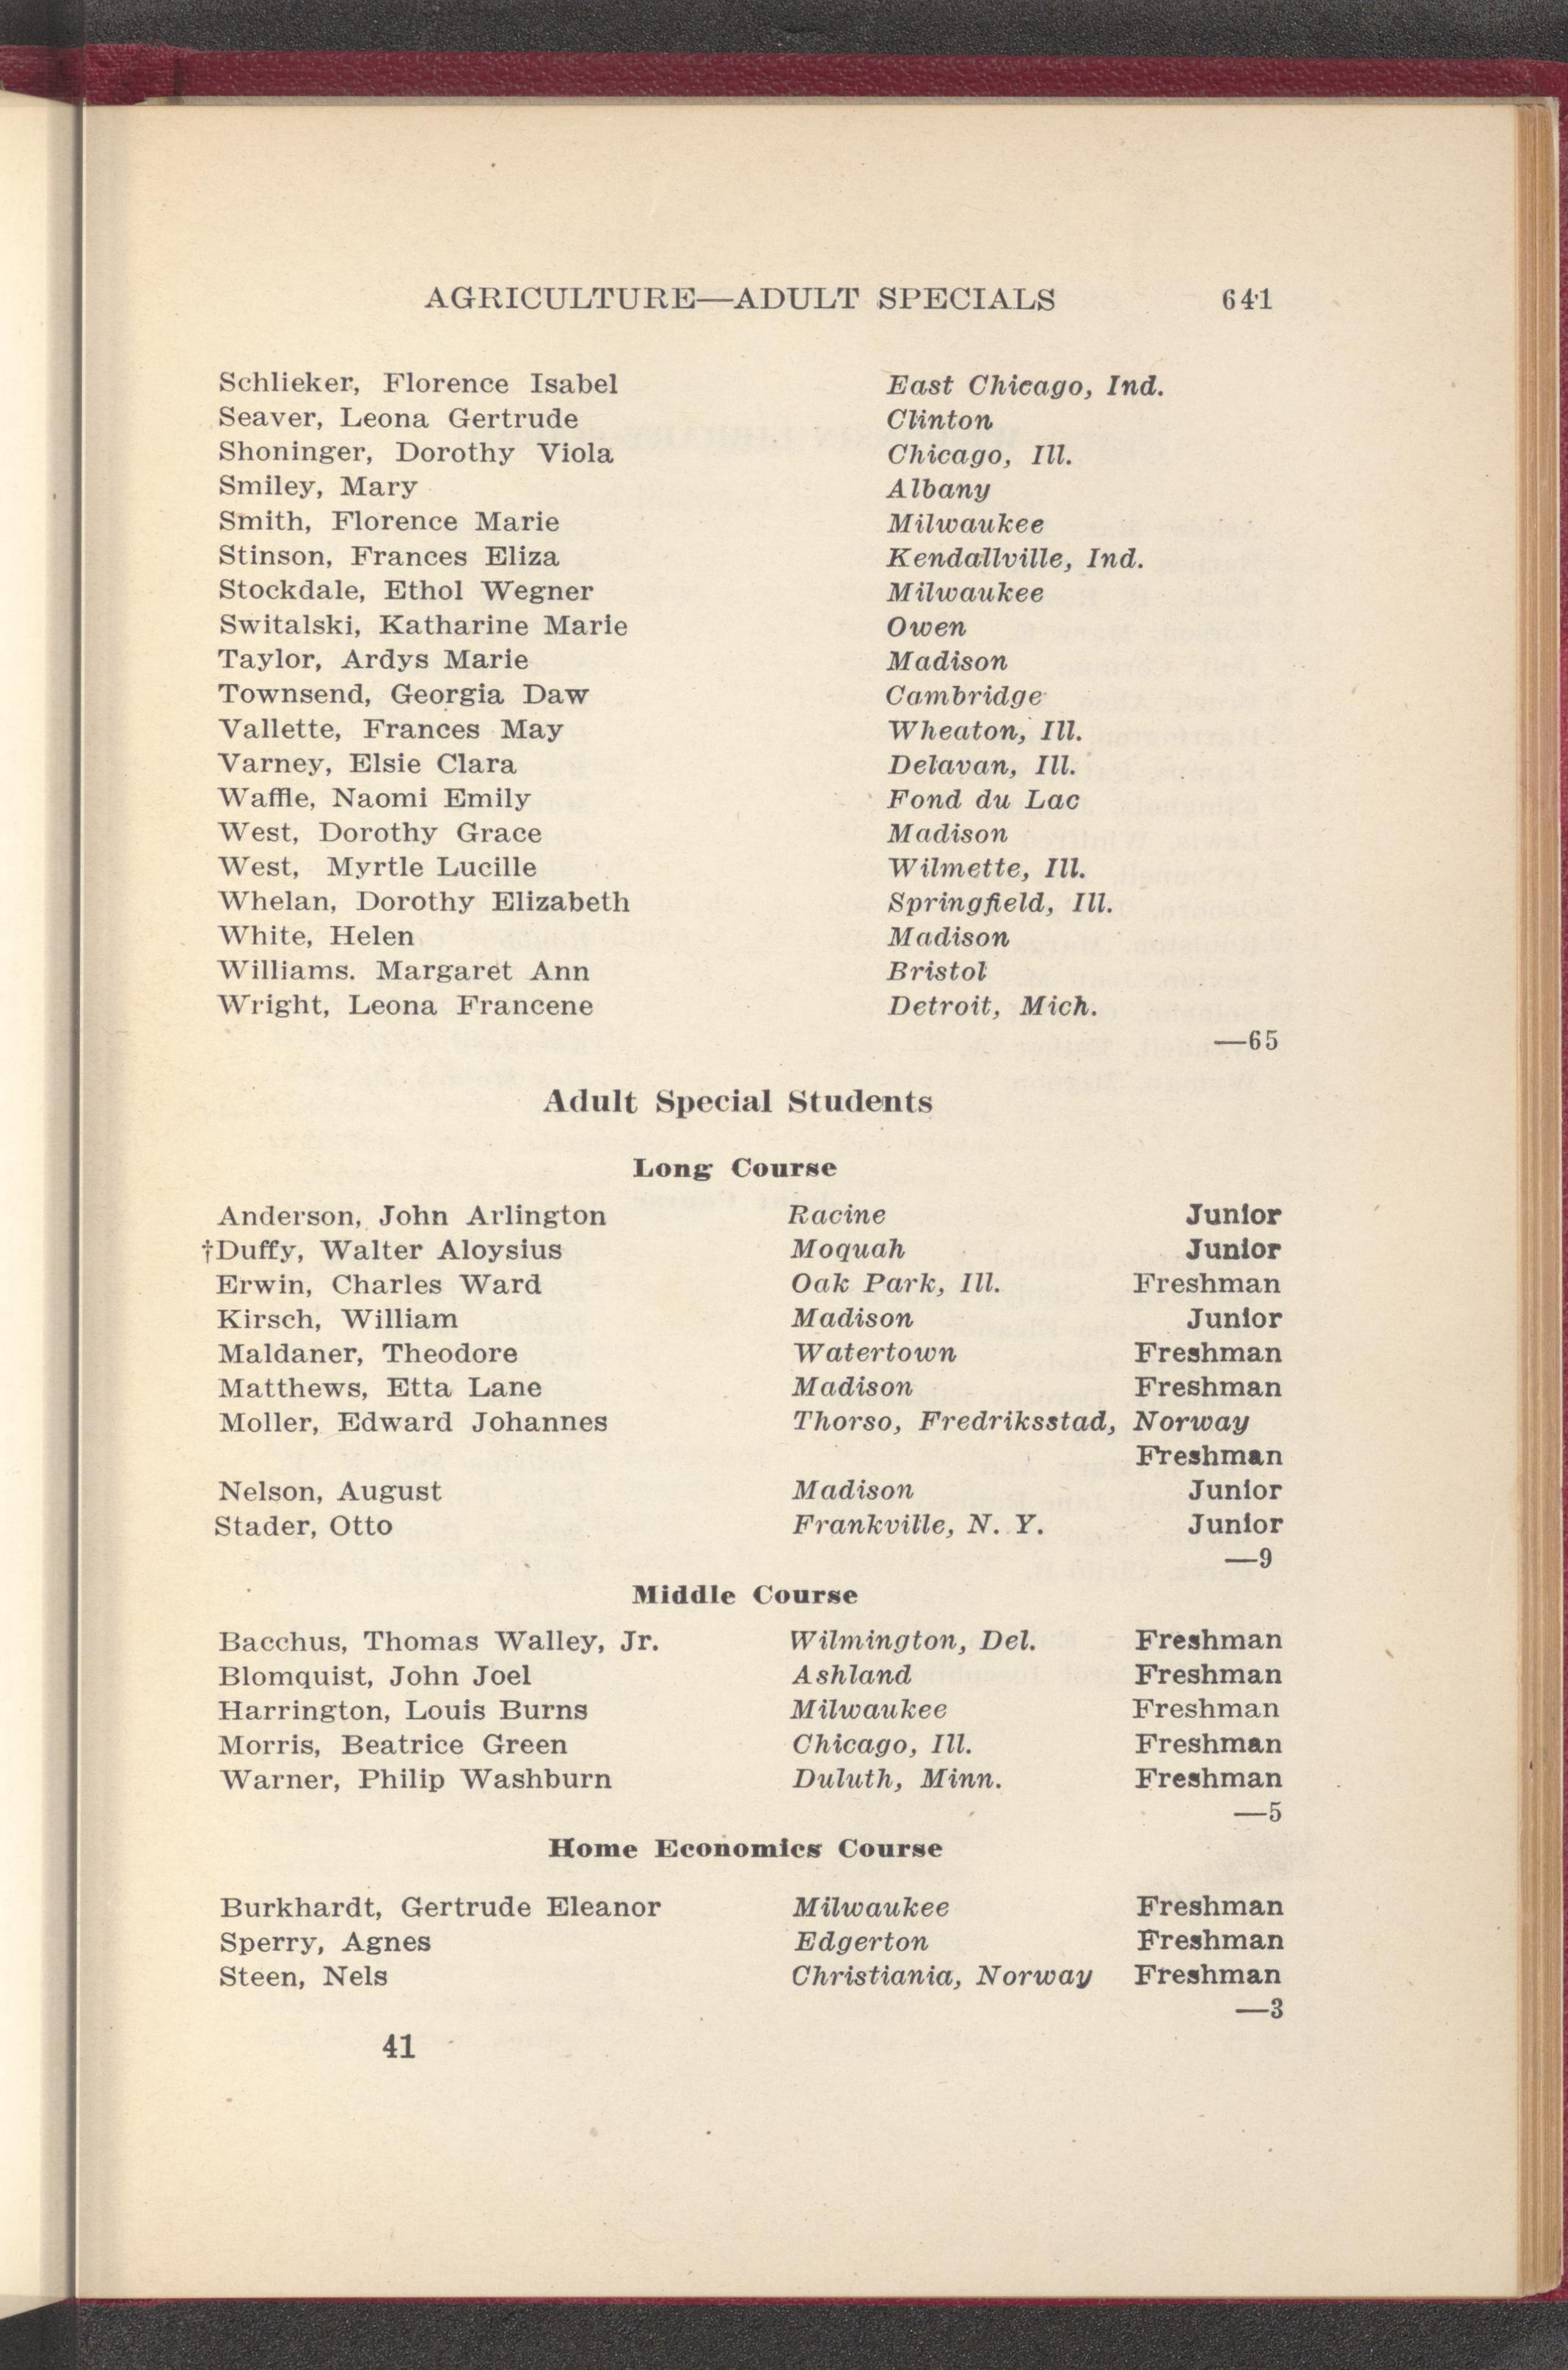 AGRICULTURE—ADULT SPECIALS 641
Schlieker, Florence Isabel East Chicago, Ind.
Seaver, Leona Gertrude Clinton
Shoninger, Dorothy Viola Chicago, Ill.
Smiley, Mary Albany
Smith, Florence Marie Milwaukee
Stinson, Frances Eliza Kendallville, Ind.
Stockdale, Ethol Wegner Milwaukee
Switalski, Katharine Marie Owen
Taylor, Ardys Marie Madison
Townsend, Georgia Daw Cambridge
Vallette, Frances May Wheaton, Ill.
Varney, Elsie Clara Delavan, Ill.
Waffle, Naomi Emily Fond du Lac
West, Dorothy Grace Madison
West, Myrtle Lucille Wilmette, Ill.
Whelan, Dorothy Elizabeth Springfield, Ill.
White, Helen Madison
Williams. Margaret Ann Bristol
Wright, Leona Francene Detroit, Mich.
—65
Adult Special Students
Long Course
Anderson, John Arlington Racine Junior
†Duffy, Walter Aloysius Moquah Junior
Erwin, Charles Ward Oak Park, Ill. Freshman
Kirsch, William Madison Junior
Maldaner, Theodore Watertown Freshman
Matthews, Etta Lane Madison Freshman
Moller, Edward Johannes Thorso, Fredriksstad, Norway
Freshman
Nelson, August Madison Junior
Stader, Otto Frankville, N. Y. Junior
—9
Middle Course
Bacchus, Thomas Walley, Jr. Wilmington, Del. Freshman
Blomquist, John Joel Ashland Freshman
Harrington, Louis Burns Milwaukee Freshman
Morris, Beatrice Green Chicago, Ill. Freshman
Warner, Philip Washburn Duluth, Minn. Freshman
—5
Home Economics Course
Burkhardt, Gertrude Eleanor Milwaukee Freshman
Sperry, Agnes Edgerton Freshman
Steen, Nels Christiania, Norway Freshman
—3
41